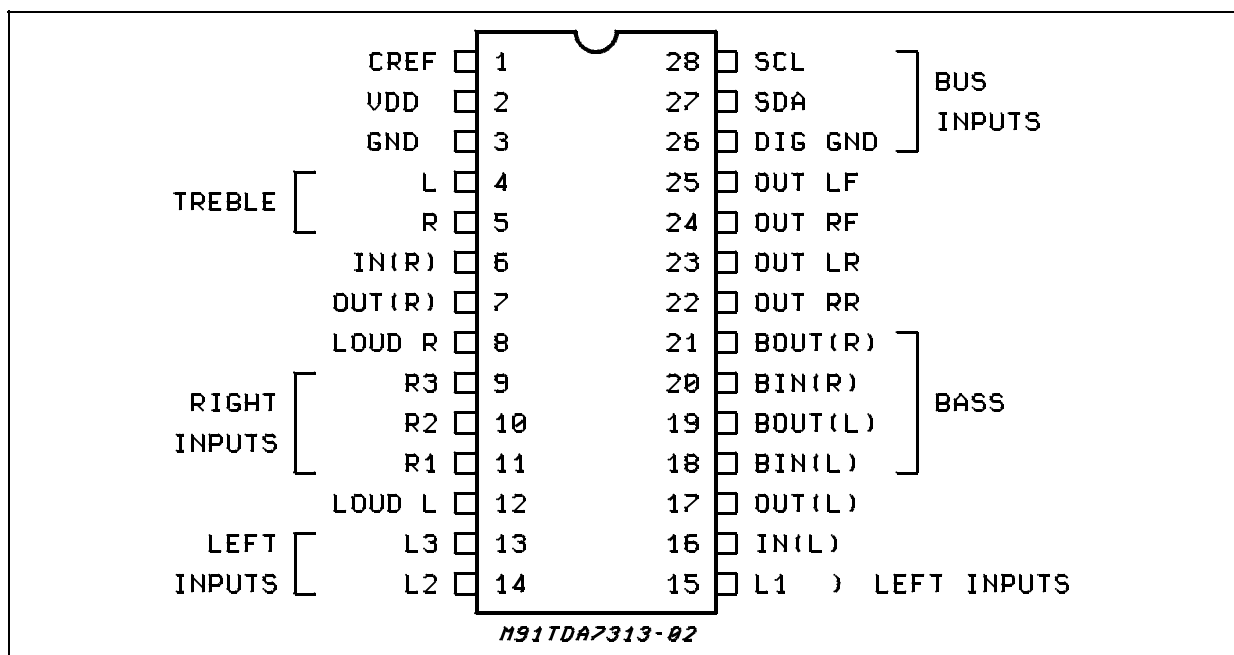 CREF 1 28 SCL
VDD 2 27 SDA
GND 3 26 DIG GND
BUS
INPUTS
L 4 25 OUT LF
TREBLE
R 5 24 OUT RF
IN(R) 6 23 OUT LR
OUT(R) 7 22 OUT RR
LOUD R 8 21 BOUT(R)
R3 9 20 BIN(R)
RIGHT
INPUTS
BASS
R2 10 19 BOUT(L)
R1 11 18 BIN(L)
LOUD L 12 17 OUT(L)
LEFT
INPUTS
L3 13 16 IN(L)
L2 14 15 L1 ) LEFT INPUTS
M91TDA7313-02